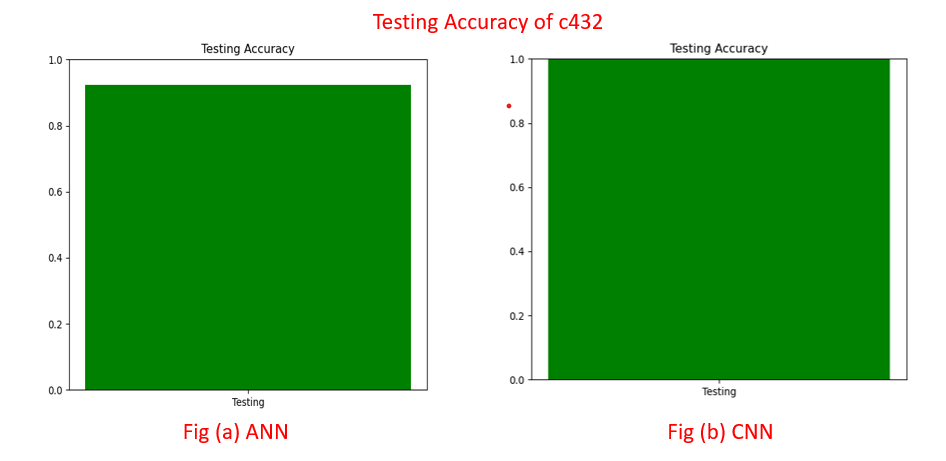 Testing Accuracy of c432
Testing Accuracy
1.0
0.8
0.6
0.4
0.2
0.0
Testing
Fig (a) ANN
Testing Accuracy
1.0
0.8
0.6
0.4
0.2
0.0
Testing
Fig (b) CNN